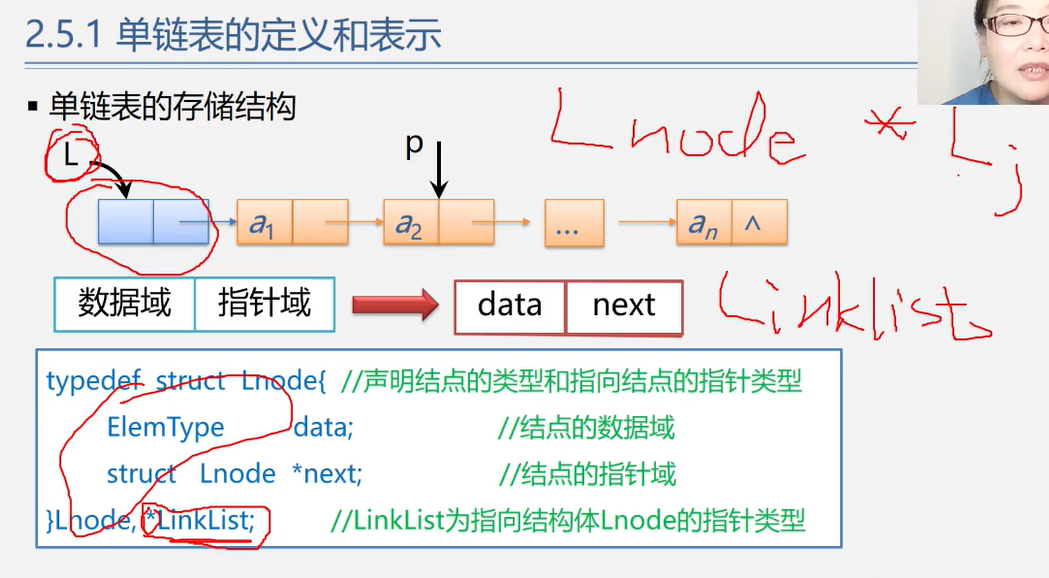 2.5.1 单链表的定义和表示
▪ 单链表的存储结构
Lnode * L;
L
p
a1 a2 ... an ∧
数据域 指针域 data next
Linklist
typedef struct Lnode{ //声明结点的类型和指向结点的指针类型
ElemType data; //结点的数据域
struct Lnode *next; //结点的指针域
}Lnode, *LinkList; //LinkList为指向结构体Lnode的指针类型